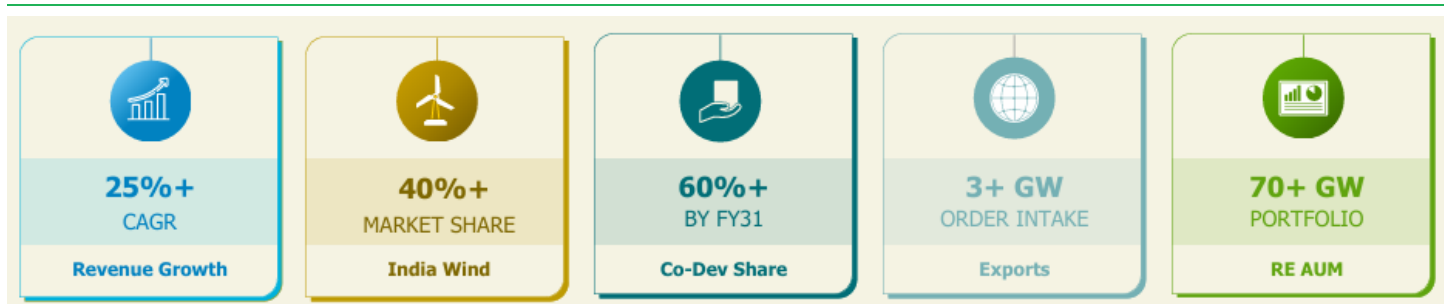 25%+
CAGR
Revenue Growth
40%+
MARKET SHARE
India Wind
60%+
BY FY31
Co-Dev Share
3+ GW
ORDER INTAKE
Exports
70+ GW
PORTFOLIO
RE AUM